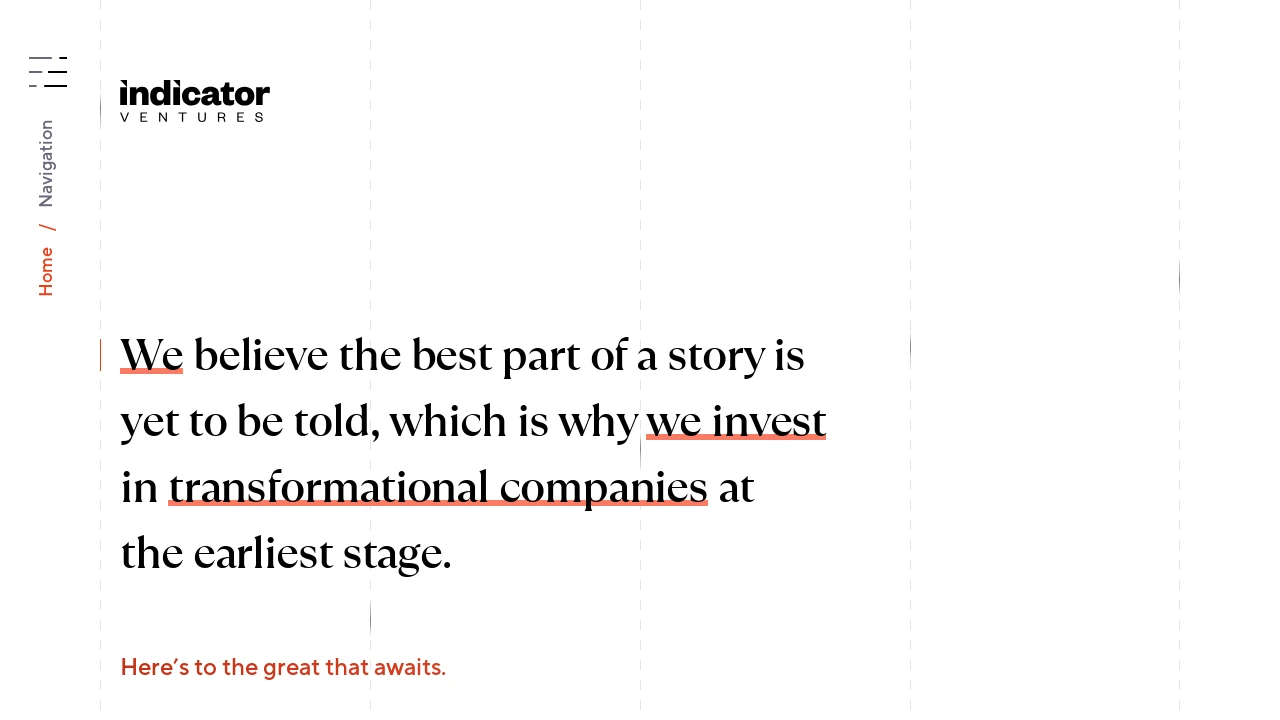 Navigation
/
Home
indicator
VENTURES
We believe the best part of a story is
yet to be told, which is why we invest
in transformational companies at
the earliest stage.
Here’s to the great that awaits.